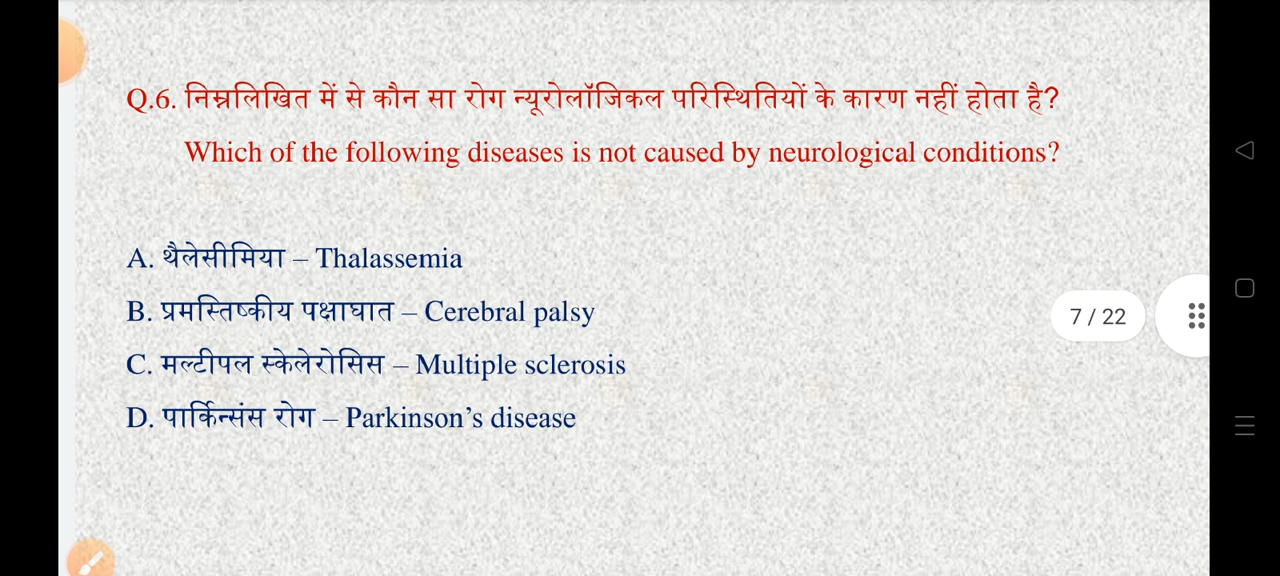 Q.6. निम्नलिखित में से कौन सा रोग न्यूरोलॉजिकल परिस्थितियों के कारण नहीं होता है?
Which of the following diseases is not caused by neurological conditions?
A. थैलेसीमिया – Thalassemia
B. प्रमस्तिष्कीय पक्षाघात – Cerebral palsy
7 / 22
C. मल्टीपल स्केलेरोसिस – Multiple sclerosis
D. पार्किन्संस रोग – Parkinson’s disease